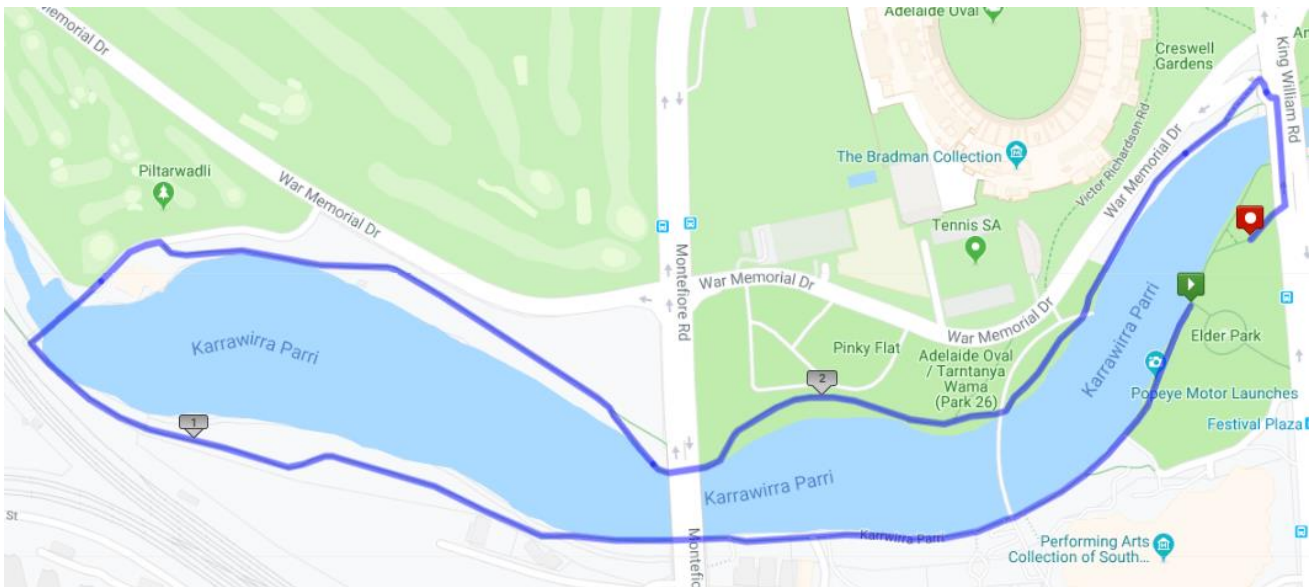 Adelaide Oval
War Memorial Dr
King William Rd
Creswell
Gardens
Victor Richardson Rd
The Bradman Collection
War Memorial Dr
Piltarwadli
War Memorial Dr
Tennis SA
War Memorial Dr
Montefiore Rd
War Memorial Dr
Karrawirra Parri
Karrawirra Parri
Elder Park
Pinky Flat
Adelaide Oval
/ Tarntanya
Wama
(Park 26)
Popeye Motor Launches
2
1
Festival Plaza
Karrawirra Parri
St
Karrwirra Parri
Performing Arts
Collection of South...